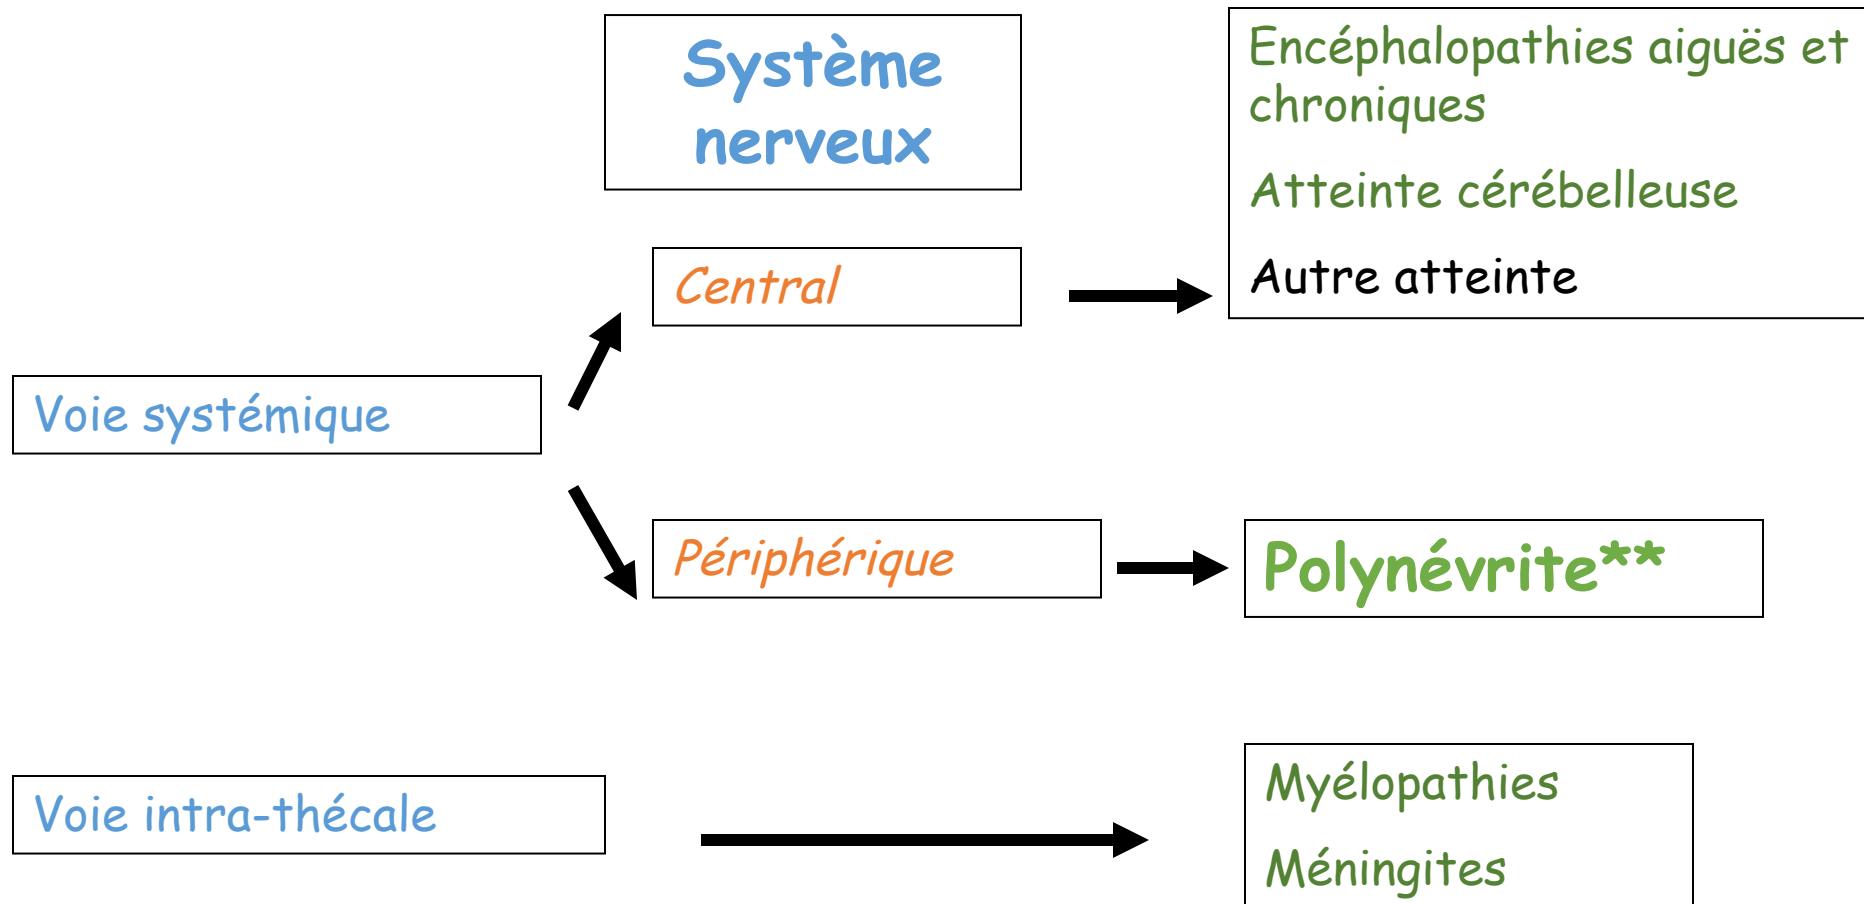 Système
nerveux
Encéphalopathies aiguës et
chroniques
Atteinte cérébelleuse
Autre atteinte
Central
Voie systémique
Périphérique
Polynévrite**
Voie intra-thécale
Myélopathies
Méningites